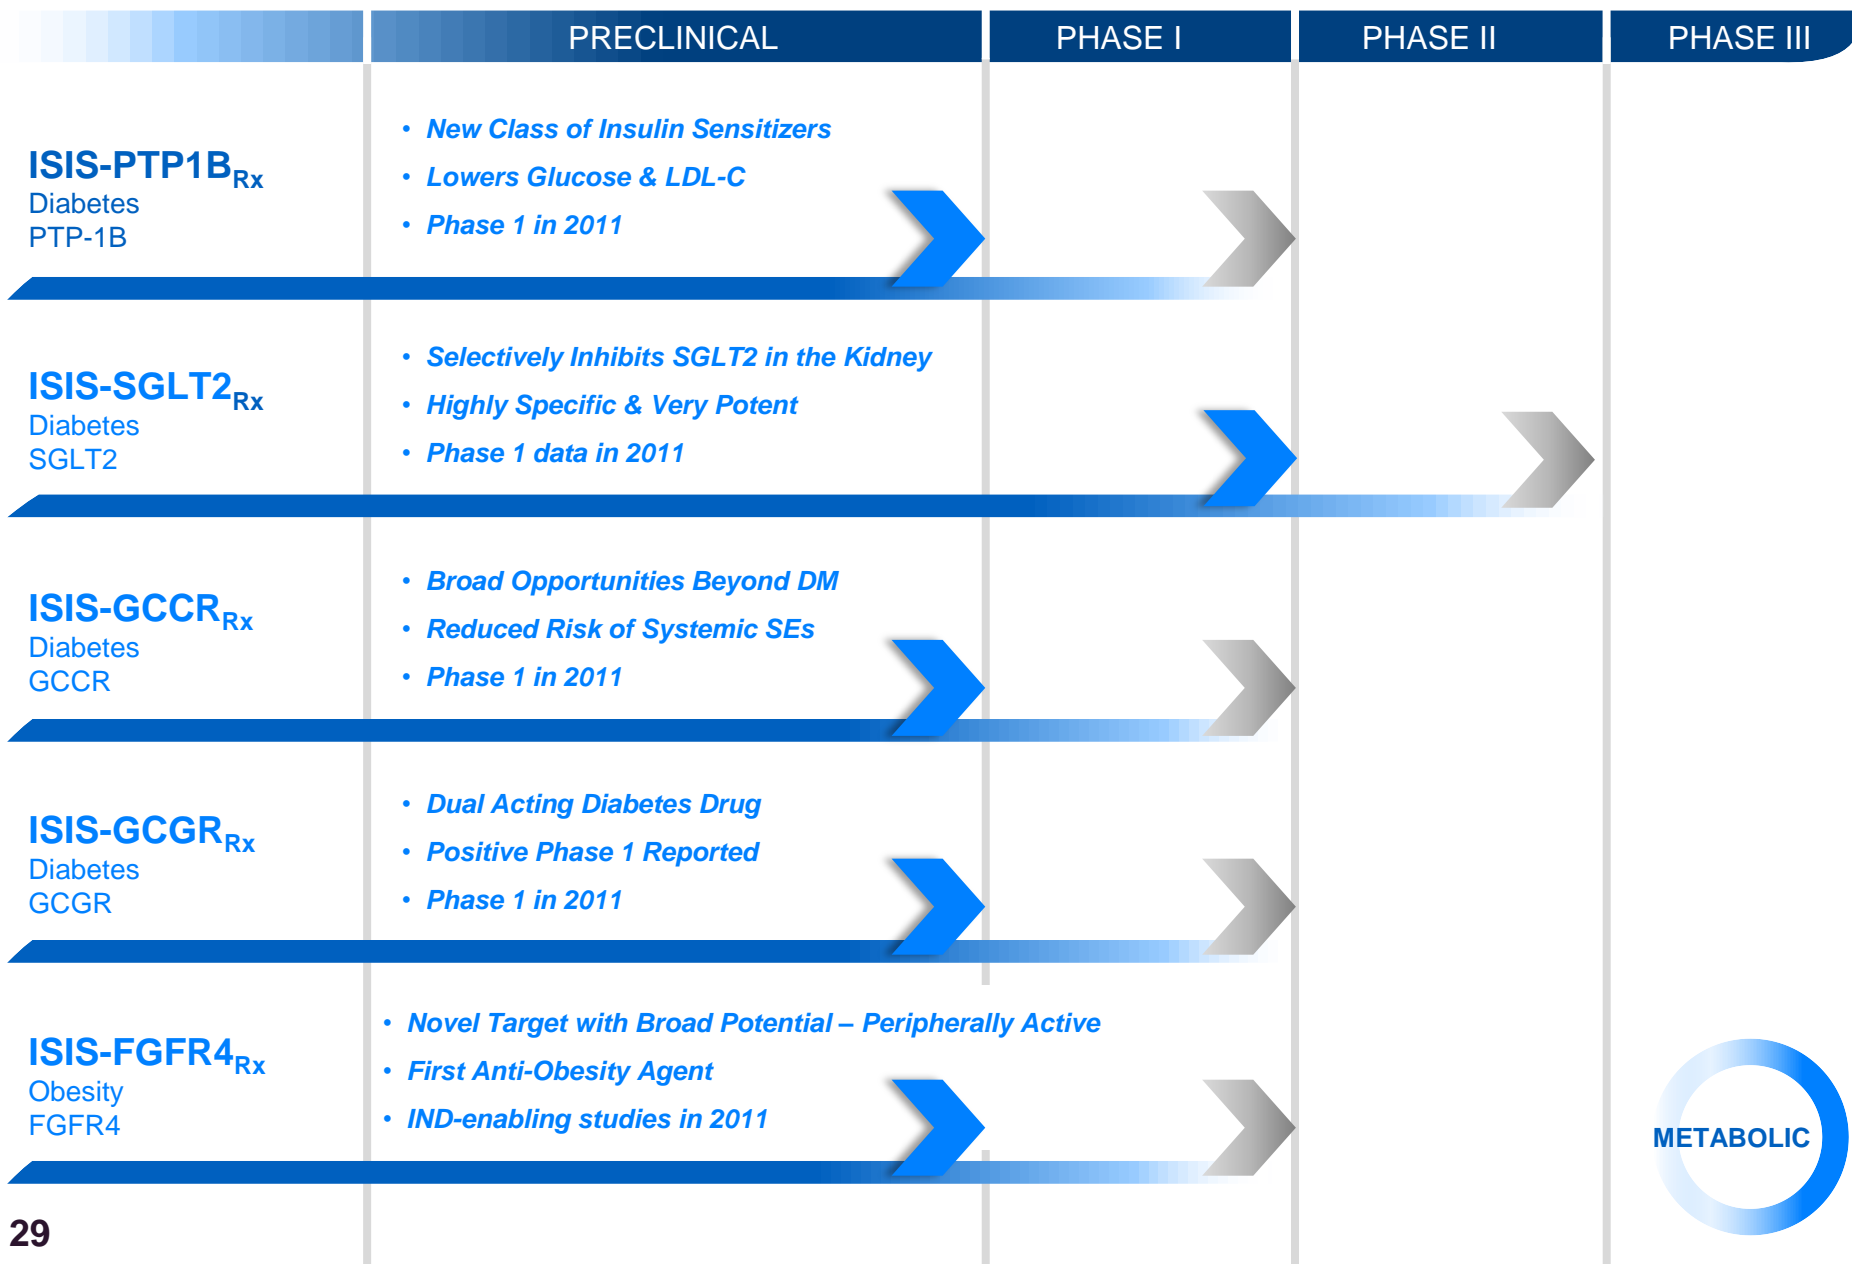 PRECLINICAL PHASE I PHASE II PHASE III
ISIS-PTP1BRx
Diabetes
PTP-1B
• New Class of Insulin Sensitizers
• Lowers Glucose & LDL-C
• Phase 1 in 2011
ISIS-SGLT2Rx
Diabetes
SGLT2
• Selectively Inhibits SGLT2 in the Kidney
• Highly Specific & Very Potent
• Phase 1 data in 2011
ISIS-GCCRRx
Diabetes
GCCR
• Broad Opportunities Beyond DM
• Reduced Risk of Systemic SEs
• Phase 1 in 2011
ISIS-GCGRRx
Diabetes
GCGR
• Dual Acting Diabetes Drug
• Positive Phase 1 Reported
• Phase 1 in 2011
ISIS-FGFR4Rx
Obesity
FGFR4
• Novel Target with Broad Potential – Peripherally Active
• First Anti-Obesity Agent
• IND-enabling studies in 2011
METABOLIC
29